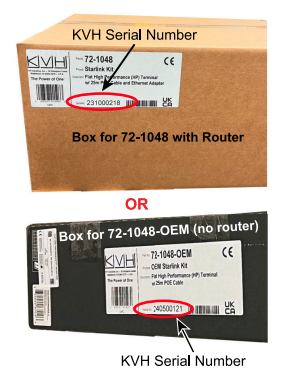 KVH Serial Number
KVH
The Power of One
72-1048
Starlink Kit
Flat High Performance (HP) Terminal
w/ 25m POE Cable and Ethernet Adapter
231000218
CE
UK
CA
Box for 72-1048 with Router
OR
Box for 72-1048-OEM (no router)
KVH
The Power of One
72-1048-OEM
OEM Starlink Kit
Flat High Performance (HP) Terminal
w/ 25m POE Cable
240500121
CE
UK
CA
KVH Serial Number